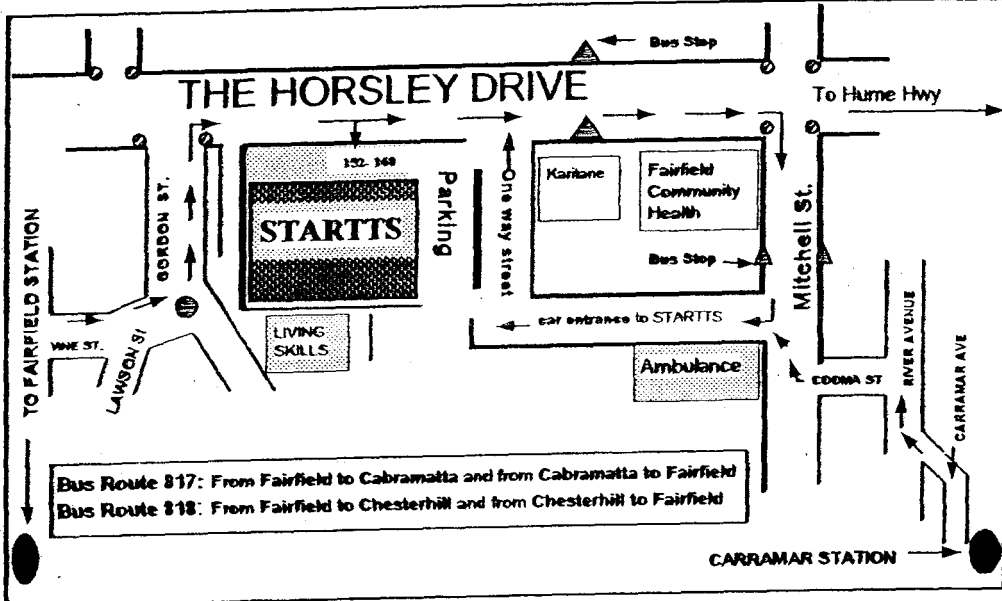 Bus Stop
THE HORSLEY DRIVE
To Hume Hwy
152- 168
STARTTS
Parking
One way street
Karitane
Fairfield
Community
Health
Bus Stop
Mitchell St.
GORDON ST.
TO FAIRFIELD STATION
VINE ST.
LAWSON St
LIVING
SKILLS
car entrance to STARTTS
Ambulance
RIVER AVENUE
CARRAMAR AVE
Bus Route 817: From Fairfield to Cabramatta and from Cabramatta to Fairfield
Bus Route 818: From Fairfield to Chesterhill and from Chesterhill to Fairfield
CARRAMAR STATION